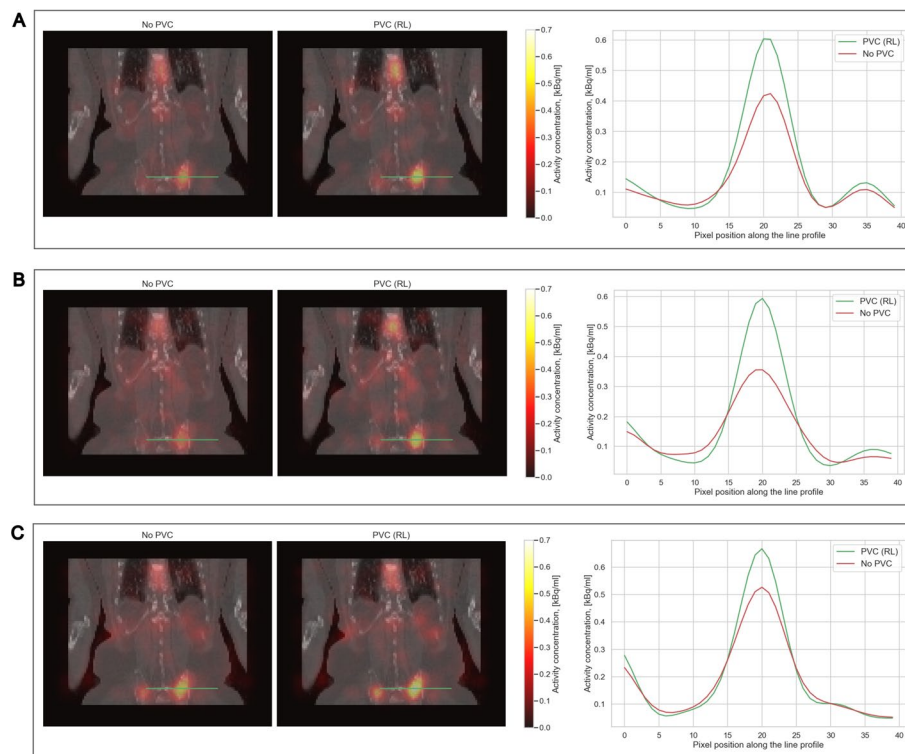 A
No PVC
PVC (RL)
0.7
0.6
0.5
0.4
0.3
0.2
0.1
0.0
Activity concentration, [kBq/ml]
Activity concentration, [kBq/ml]
0.6
0.5
0.4
0.3
0.2
0.1
PVC (RL)
No PVC
0 5 10 15 20 25 30 35 40
Pixel position along the line profile
B
No PVC
PVC (RL)
0.7
0.6
0.5
0.4
0.3
0.2
0.1
0.0
Activity concentration, [kBq/ml]
Activity concentration, [kBq/ml]
0.6
0.5
0.4
0.3
0.2
0.1
PVC (RL)
No PVC
0 5 10 15 20 25 30 35 40
Pixel position along the line profile
C
No PVC
PVC (RL)
0.7
0.6
0.5
0.4
0.3
0.2
0.1
0.0
Activity concentration, [kBq/ml]
Activity concentration, [kBq/ml]
0.7
0.6
0.5
0.4
0.3
0.2
0.1
PVC (RL)
No PVC
0 5 10 15 20 25 30 35 40
Pixel position along the line profile